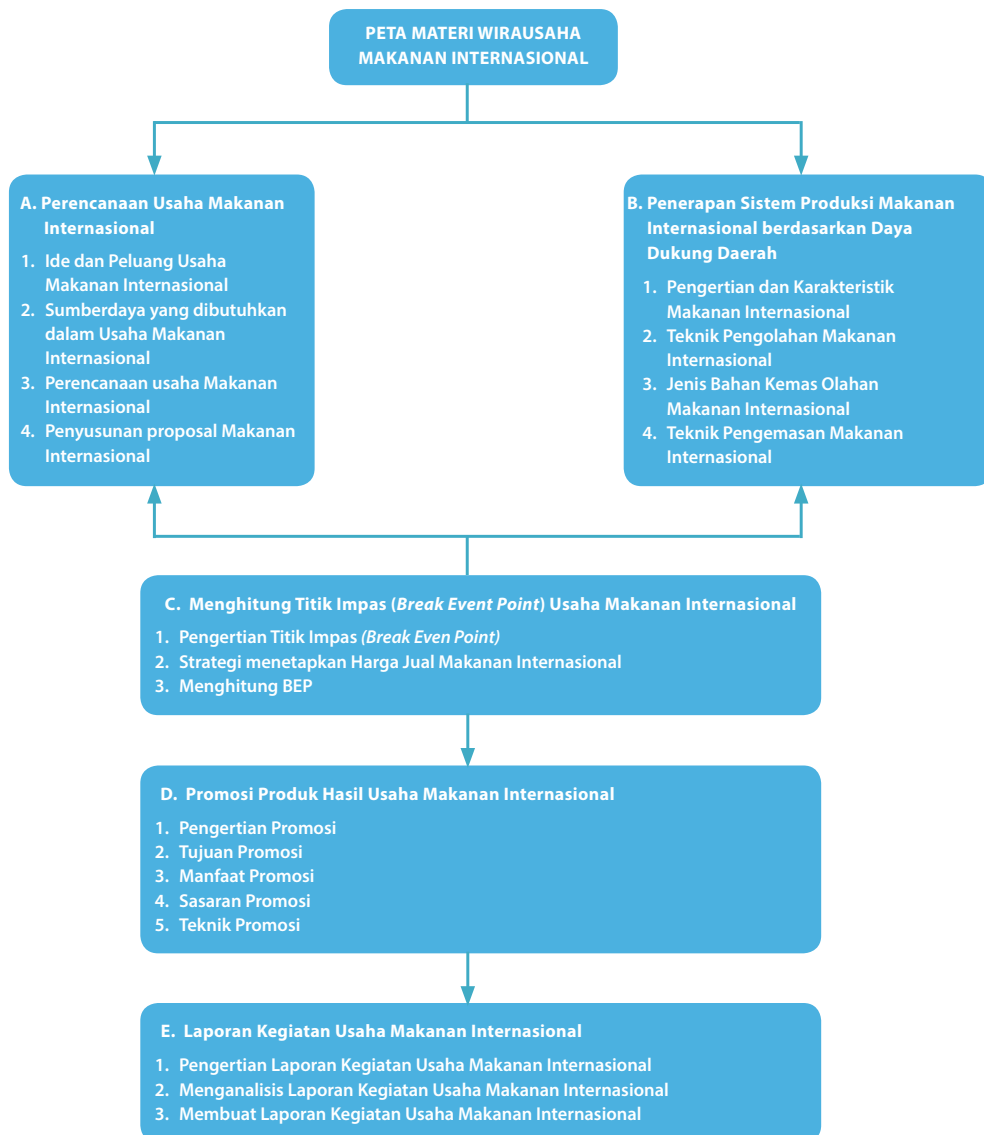 PETA MATERI WIRAUSAHA
MAKANAN INTERNASIONAL
A. Perencanaan Usaha Makanan
Internasional
1. Ide dan Peluang Usaha
Makanan Internasional
2. Sumberdaya yang dibutuhkan
dalam Usaha Makanan
Internasional
3. Perencanaan usaha Makanan
Internasional
4. Penyusunan proposal Makanan
Internasional
B. Penerapan Sistem Produksi Makanan
Internasional berdasarkan Daya
Dukung Daerah
1. Pengertian dan Karakteristik
Makanan Internasional
2. Teknik Pengolahan Makanan
Internasional
3. Jenis Bahan Kemas Olahan
Makanan Internasional
4. Teknik Pengemasan Makanan
Internasional
C. Menghitung Titik Impas (Break Event Point) Usaha Makanan Internasional
1. Pengertian Titik Impas (Break Even Point)
2. Strategi menetapkan Harga Jual Makanan Internasional
3. Menghitung BEP
D. Promosi Produk Hasil Usaha Makanan Internasional
1. Pengertian Promosi
2. Tujuan Promosi
3. Manfaat Promosi
4. Sasaran Promosi
5. Teknik Promosi
E. Laporan Kegiatan Usaha Makanan Internasional
1. Pengertian Laporan Kegiatan Usaha Makanan Internasional
2. Menganalisis Laporan Kegiatan Usaha Makanan Internasional
3. Membuat Laporan Kegiatan Usaha Makanan Internasional